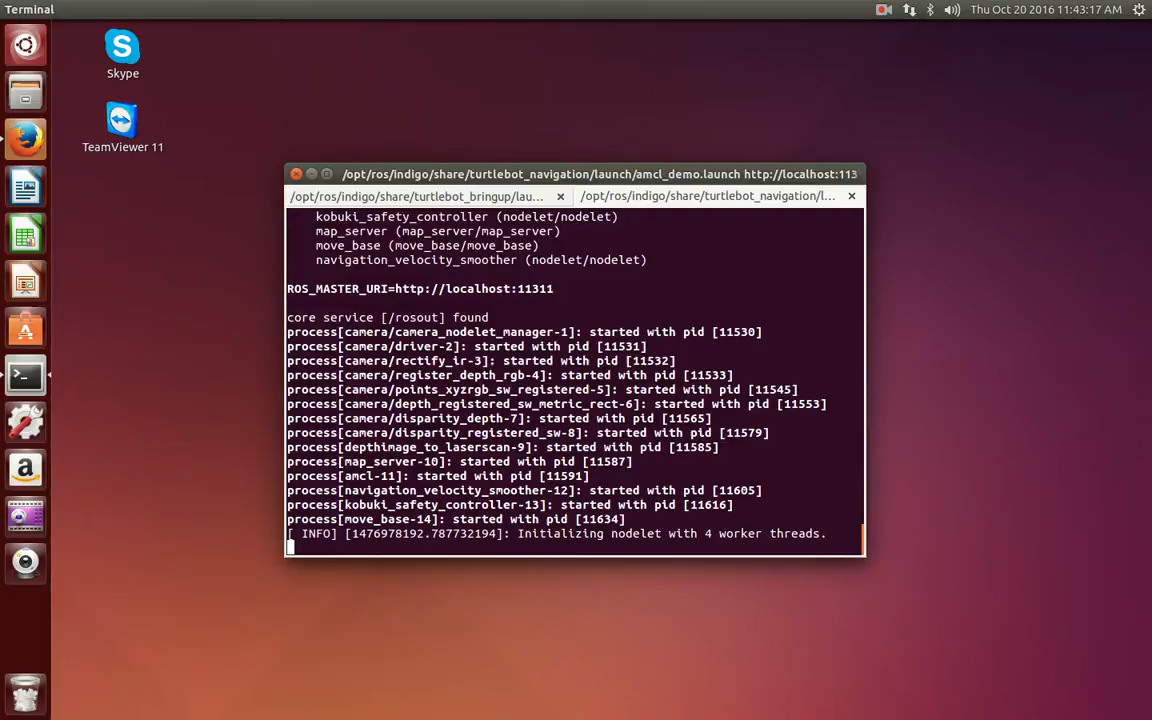 Terminal
Thu Oct 20 2016 11:43:17 AM
Skype
TeamViewer 11
/opt/ros/indigo/share/turtlebot_navigation/launch/amcl_demo.launch http://localhost:113
/opt/ros/indigo/share/turtlebot_bringup/lau...
/opt/ros/indigo/share/turtlebot_navigation/l...
kobuki_safety_controller (nodelet/nodelet)
map_server (map_server/map_server)
move_base (move_base/move_base)
navigation_velocity_smoother (nodelet/nodelet)
ROS_MASTER_URI=http://localhost:11311
core service [/rosout] found
process[camera/camera_nodelet_manager-1]: started with pid [11530]
process[camera/driver-2]: started with pid [11531]
process[camera/rectify_ir-3]: started with pid [11532]
process[camera/register_depth_rgb-4]: started with pid [11533]
process[camera/points_xyzrgb_sw_registered-5]: started with pid [11545]
process[camera/depth_registered_sw_metric_rect-6]: started with pid [11553]
process[camera/disparity_depth-7]: started with pid [11565]
process[camera/disparity_registered_sw-8]: started with pid [11579]
process[depthimage_to_laserscan-9]: started with pid [11585]
process[map_server-10]: started with pid [11587]
process[amcl-11]: started with pid [11591]
process[navigation_velocity_smoother-12]: started with pid [11605]
process[kobuki_safety_controller-13]: started with pid [11616]
process[move_base-14]: started with pid [11634]
[ INFO] [1476978192.787732194]: Initializing nodelet with 4 worker threads.